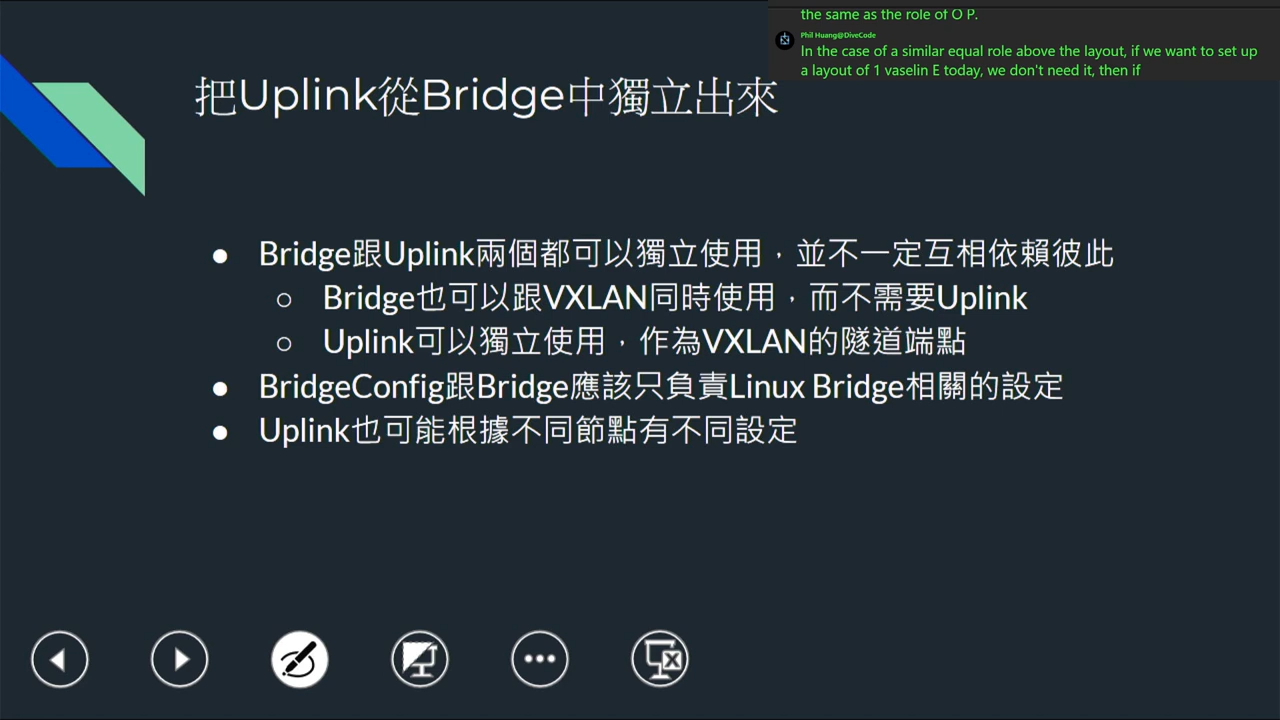 the same as the role of O P.
Phil Huang@DiveCode
In the case of a similar equal role above the layout, if we want to set up
a layout of 1 vaselin E today, we don't need it, then if
把Uplink從Bridge中獨立出來
● Bridge跟Uplink兩個都可以獨立使用，並不一定互相依賴彼此
○ Bridge也可以跟VXLAN同時使用，而不需要Uplink
○ Uplink可以獨立使用，作為VXLAN的隧道端點
● BridgeConfig跟Bridge應該只負責Linux Bridge相關的設定
● Uplink也可能根據不同節點有不同設定